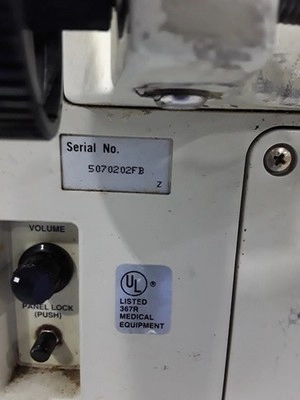 Serial No.
5070202FB
Z
VOLUME
PANEL LOCK
(PUSH)
UL ®
LISTED
367R
MEDICAL
EQUIPMENT